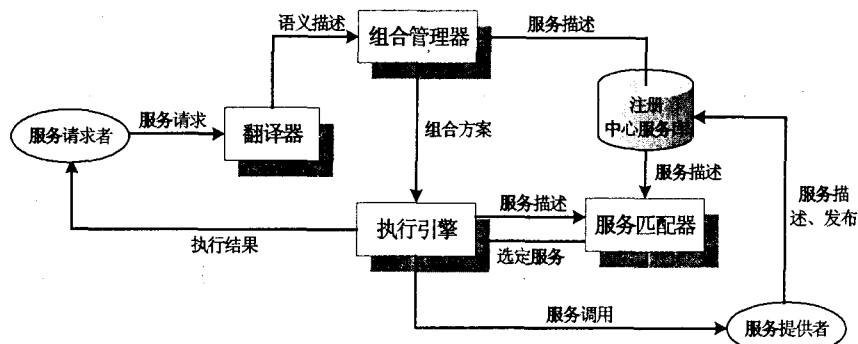 语义描述
组合管理器
服务描述
注册
中心服务
服务请求者
服务请求
翻译器
组合方案
服务描述
服务描
述、发布
执行引擎
服务描述
服务匹配器
执行结果
选定服务
服务调用
服务提供者